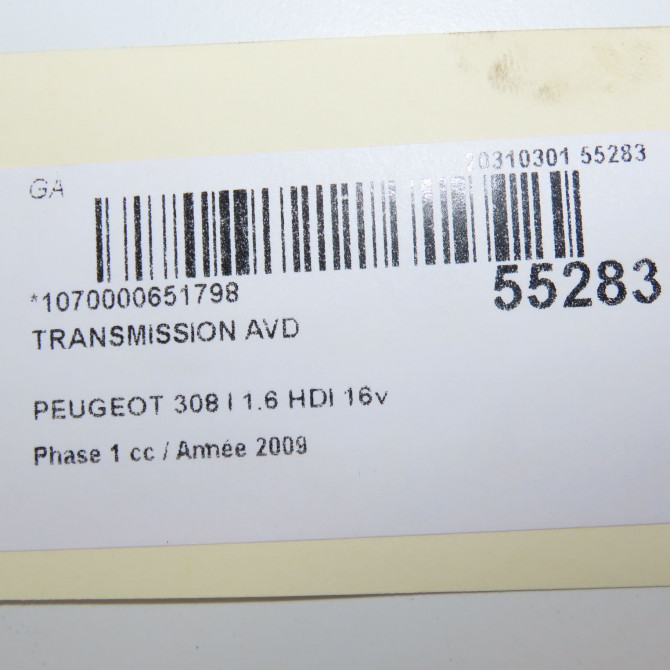 GA
20310301 55283
*1070000651798
55283
TRANSMISSION AVD
PEUGEOT 308 I 1.6 HDI 16v
Phase 1 cc / Année 2009